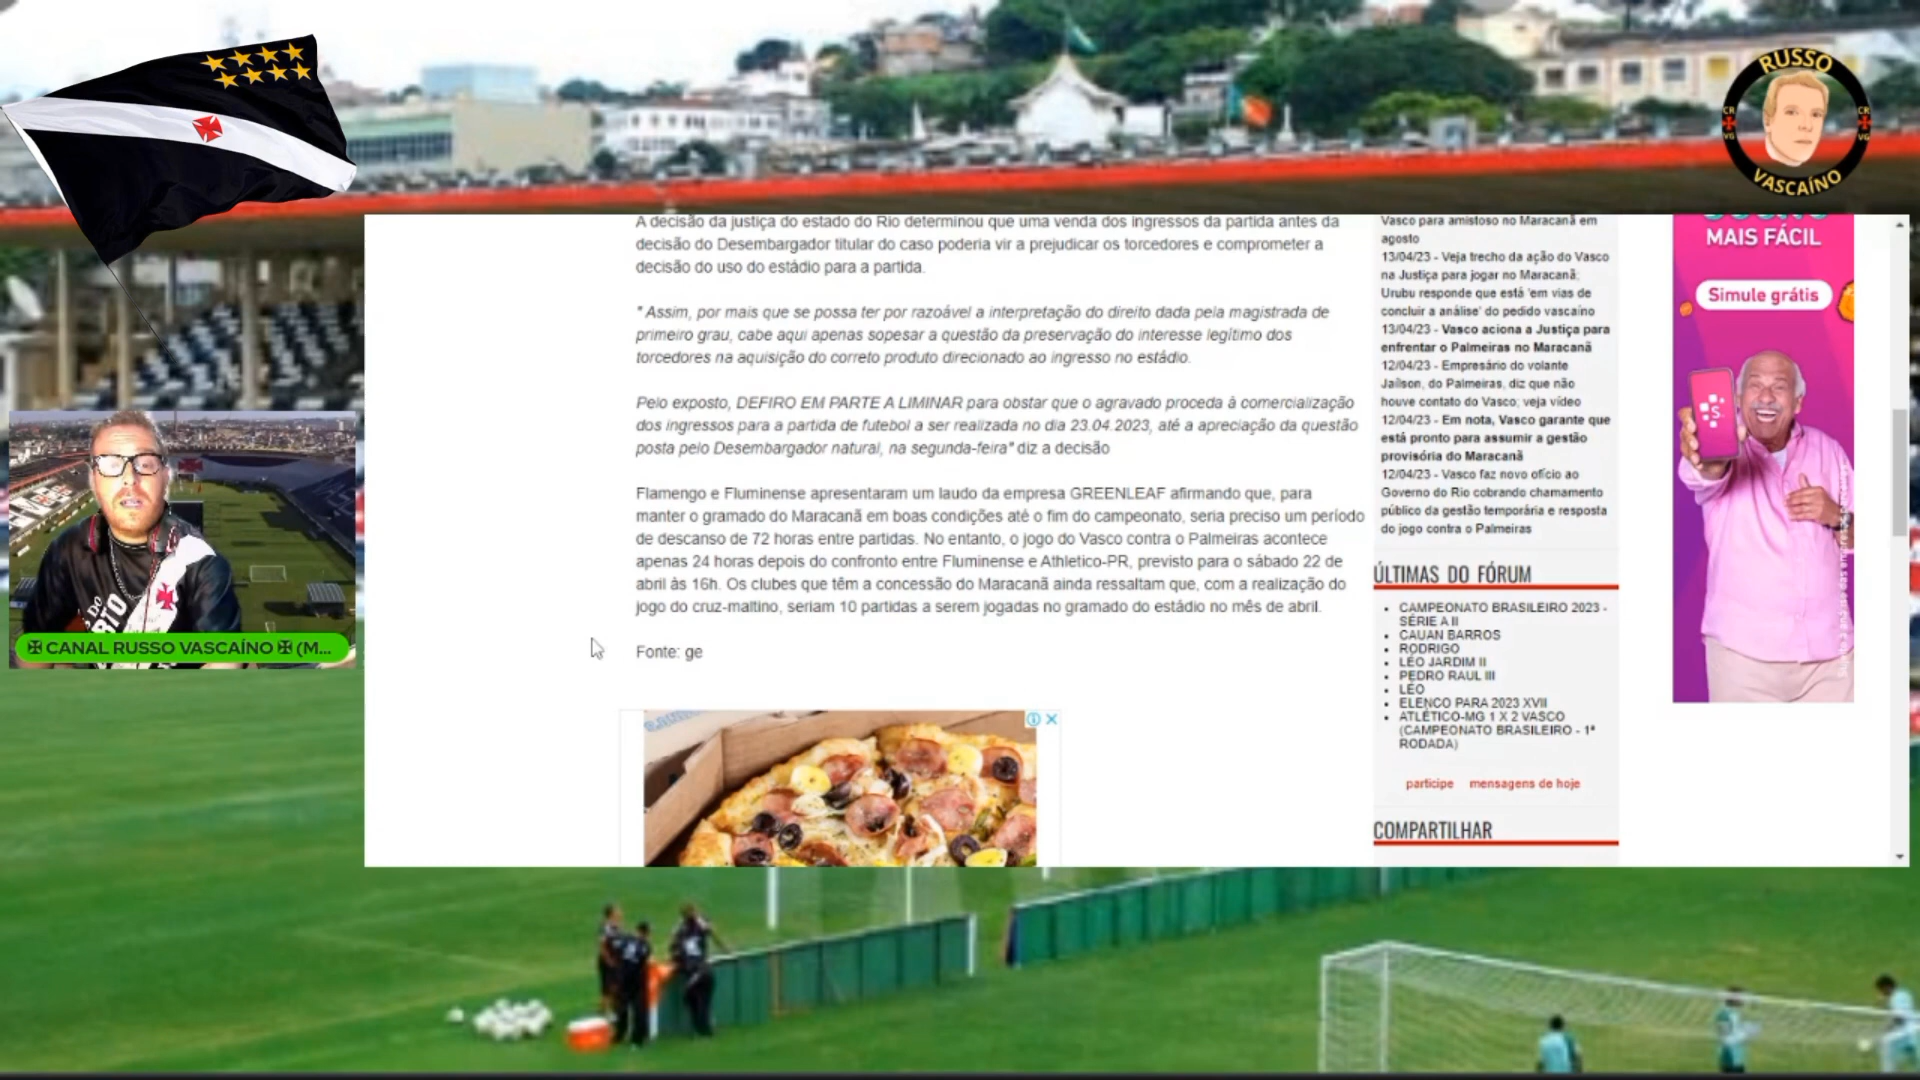 RUSSO
CR
VG
CR
VG
VASCAÍNO
A decisão da justiça do estado do Rio determinou que uma venda dos ingressos da partida antes da
decisão do Desembargador titular do caso poderia vir a prejudicar os torcedores e comprometer a
decisão do uso do estádio para a partida.
"Assim, por mais que se possa ter por razoável a interpretação do direito dada pela magistrada de
primeiro grau, cabe aqui apenas sopesar a questão da preservação do interesse legítimo dos
torcedores na aquisição do correto produto direcionado ao ingresso no estádio.
Pelo exposto, DEFIRO EM PARTE A LIMINAR para obstar que o agravado proceda à comercialização
dos ingressos para a partida de futebol a ser realizada no dia 23.04.2023, até a apreciação da questão
posta pelo Desembargador natural, na segunda-feira" diz a decisão
Flamengo e Fluminense apresentaram um laudo da empresa GREENLEAF afirmando que, para
manter o gramado do Maracanã em boas condições até o fim do campeonato, seria preciso um período
de descanso de 72 horas entre partidas. No entanto, o jogo do Vasco contra o Palmeiras acontece
apenas 24 horas depois do confronto entre Fluminense e Athletico-PR, previsto para o sábado 22 de
abril às 16h. Os clubes que têm a concessão do Maracanã ainda ressaltam que, com a realização do
jogo do cruz-maltino, seriam 10 partidas a serem jogadas no gramado do estádio no mês de abril.
Fonte: ge
Vasco para amistoso no Maracanã em
agosto
13/04/23 - Veja trecho da ação do Vasco
na Justiça para jogar no Maracanã;
Urubu responde que está 'em vias de
concluir a análise' do pedido vascaíno
13/04/23 - Vasco aciona a Justiça para
enfrentar o Palmeiras no Maracanã
12/04/23 - Empresário do volante
Jaílson, do Palmeiras, diz que não
houve contato do Vasco; veja vídeo
12/04/23 - Em nota, Vasco garante que
está pronto para assumir a gestão
provisória do Maracanã
12/04/23 - Vasco faz novo ofício ao
Governo do Rio cobrando chamamento
público da gestão temporária e resposta
do jogo contra o Palmeiras
ÚLTIMAS DO FÓRUM
CAMPEONATO BRASILEIRO 2023 -
SÉRIE A II
CAUAN BARROS
RODRIGO
LÉO JARDIM II
PEDRO RAUL III
LÉO
ELENCO PARA 2023 XVII
ATLÉTICO-MG 1 X 2 VASCO
(CAMPEONATO BRASILEIRO - 1ª
RODADA)
participe mensagens de hoje
COMPARTILHAR
MAIS FÁCIL
Simule grátis
S
CANAL RUSSO VASCAÍNO (M...